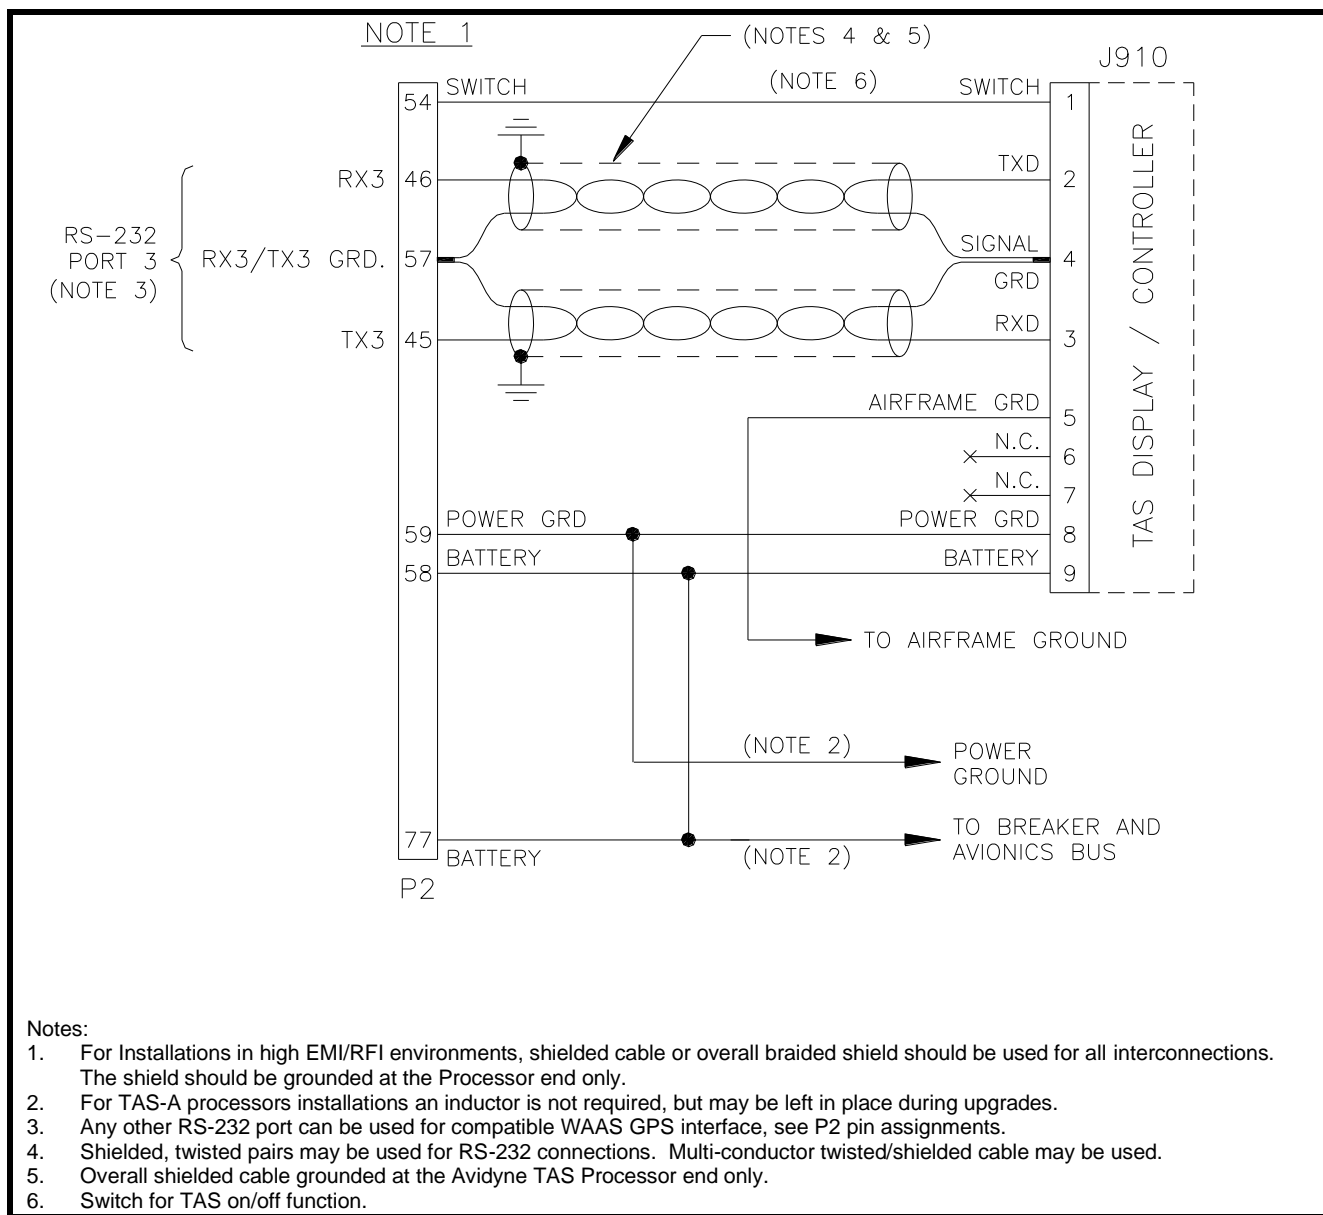 NOTE 1
(NOTES 4 & 5)
(NOTE 6)
J910
54
SWITCH
SWITCH
1
RX3
46
TXD
2
RS-232
PORT 3
(NOTE 3)
RX3/TX3 GRD.
57
SIGNAL
GRD
4
TX3
45
RXD
3
AIRFRAME GRD
5
N.C.
6
N.C.
7
59
POWER GRD
POWER GRD
8
58
BATTERY
BATTERY
9
TAS DISPLAY / CONTROLLER
TO AIRFRAME GROUND
(NOTE 2)
POWER
GROUND
77
BATTERY
(NOTE 2)
TO BREAKER AND
AVIONICS BUS
P2
Notes:
1. For Installations in high EMI/RFI environments, shielded cable or overall braided shield should be used for all interconnections.
The shield should be grounded at the Processor end only.
2. For TAS-A processors installations an inductor is not required, but may be left in place during upgrades.
3. Any other RS-232 port can be used for compatible WAAS GPS interface, see P2 pin assignments.
4. Shielded, twisted pairs may be used for RS-232 connections. Multi-conductor twisted/shielded cable may be used.
5. Overall shielded cable grounded at the Avidyne TAS Processor end only.
6. Switch for TAS on/off function.